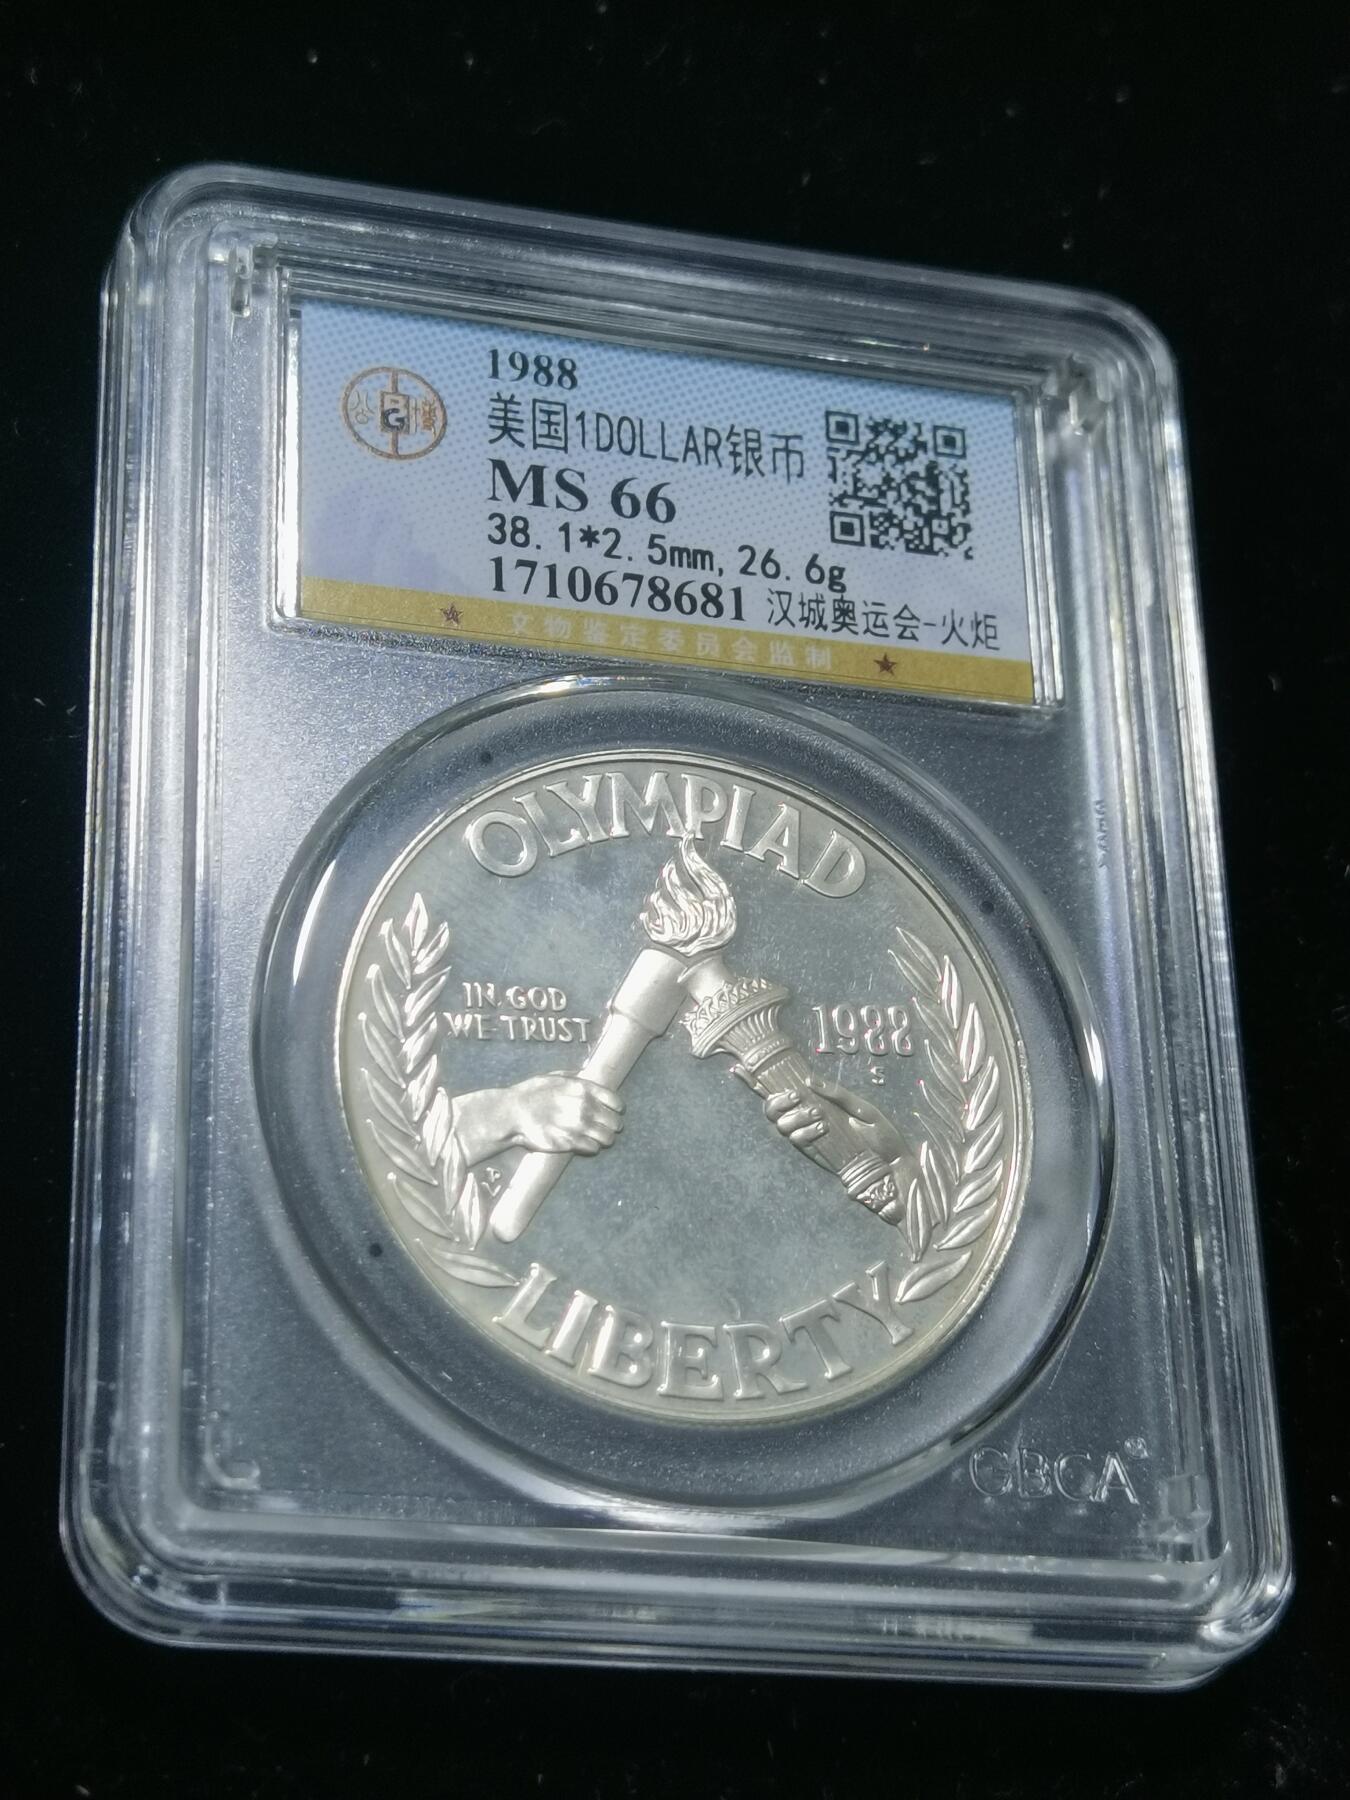 1988
美国1DOLLAR银币
MS 66
38.1*2.5mm,26.6g
1710678681 汉城奥运会-火炬
文物鉴定委员会监制
公博
OLYMPIAD
IN GOD
WE TRUST
1988
S
LIBERTY
GBCA